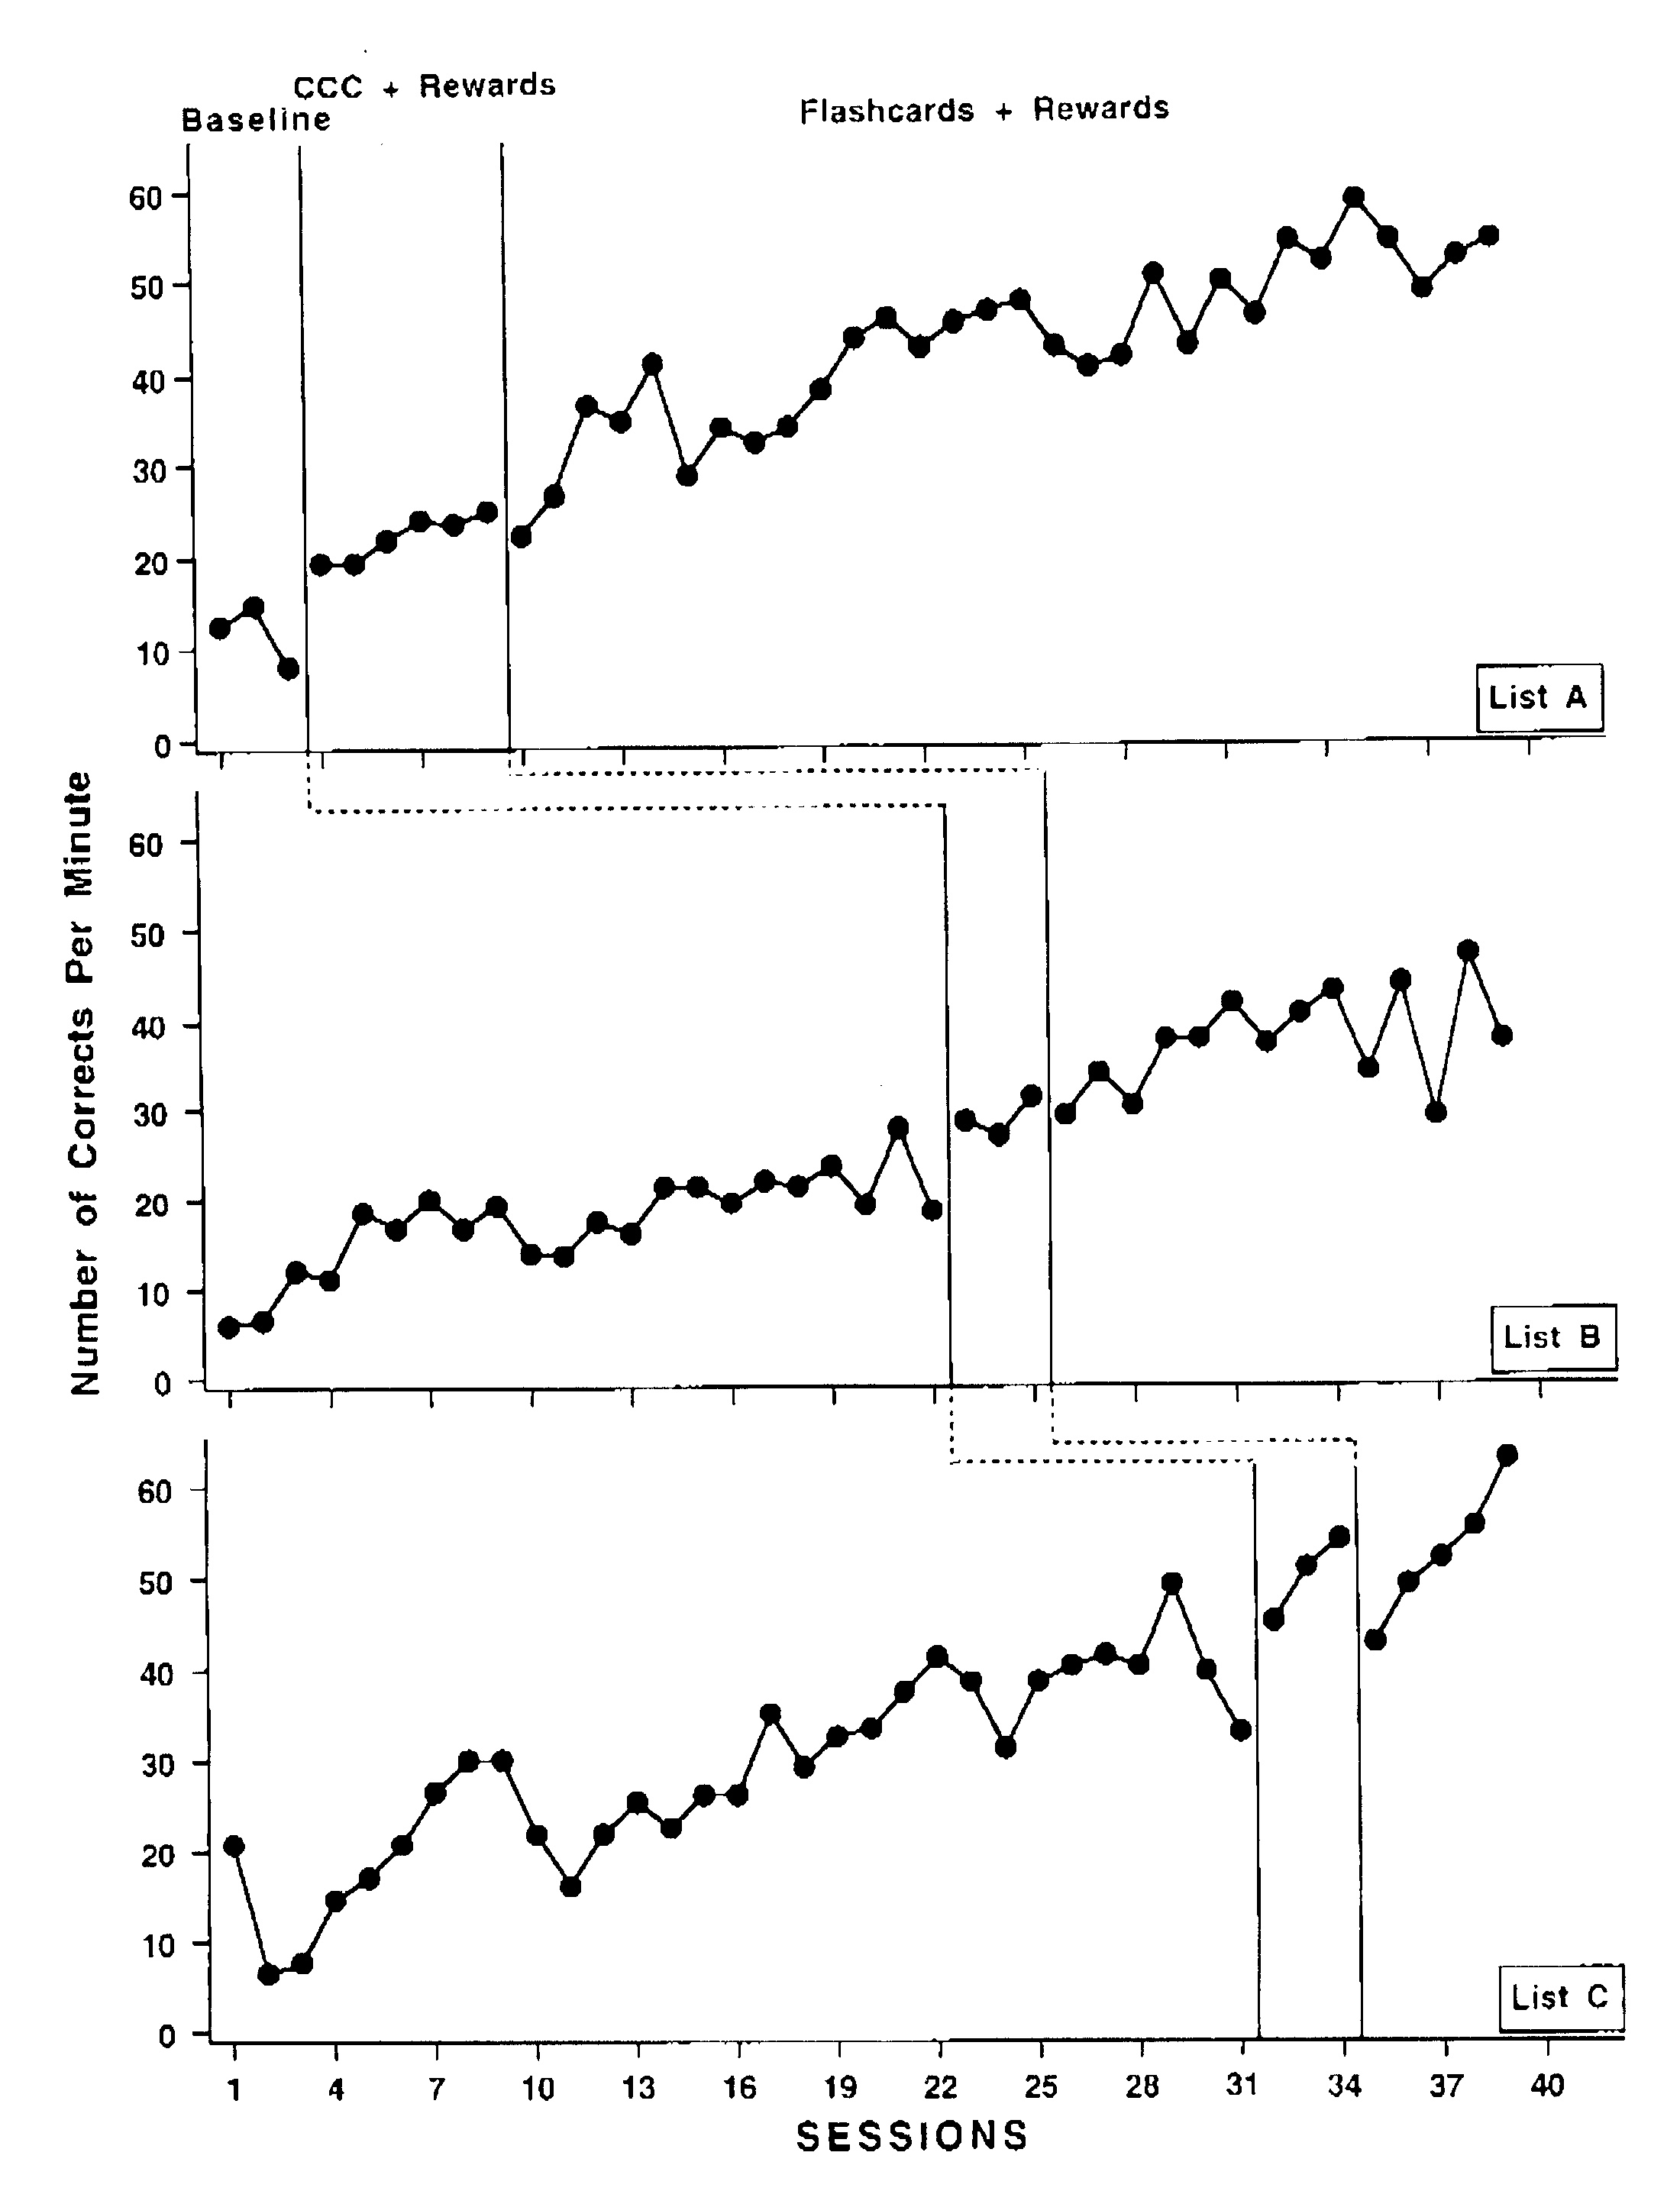 CCC + Rewards
Baseline
Flashcards + Rewards
60
50
40
30
20
10
0
List A
Number of Corrects Per Minute
60
50
40
30
20
10
0
List B
60
50
40
30
20
10
0
List C
1 4 7 10 13 16 19 22 25 28 31 34 37 40
SESSIONS